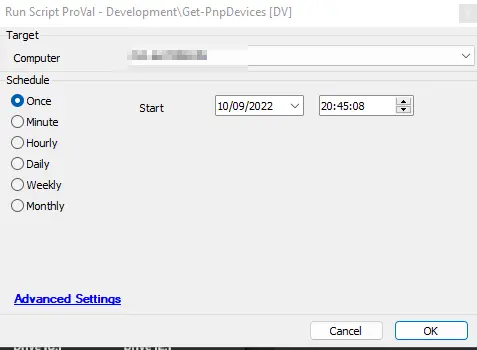 Run Script ProVal - Development\Get-PnpDevices [DV]
Target
Computer
Schedule
Once
Start
10/09/2022
20:45:08
Minute
Hourly
Daily
Weekly
Monthly
Advanced Settings
Cancel
OK